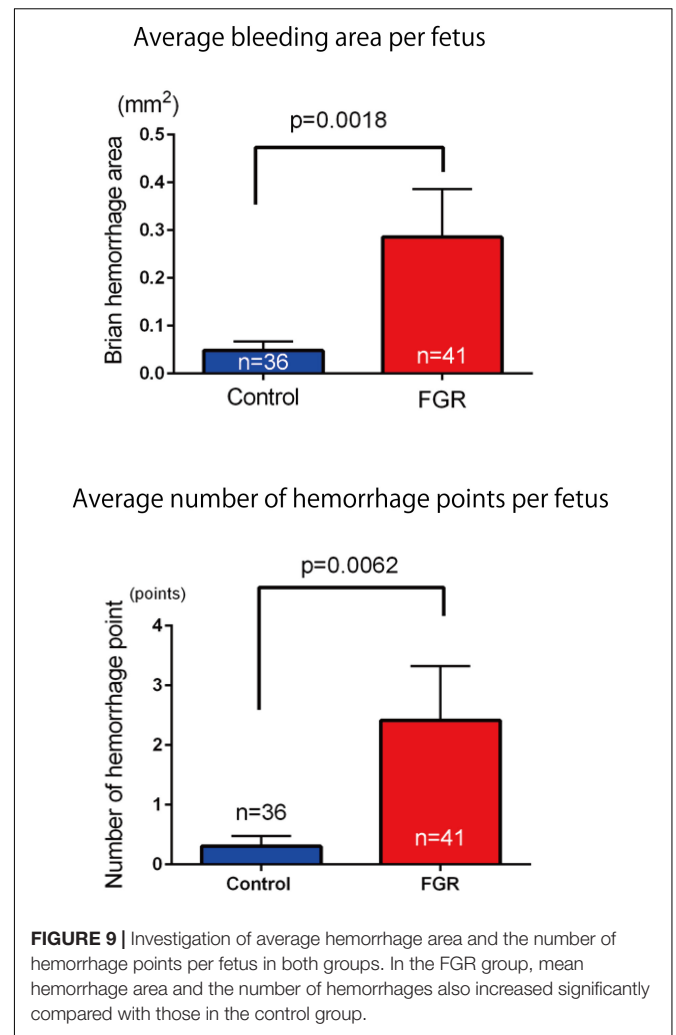 Average bleeding area per fetus
(mm²)
p=0.0018
Brian hemorrhage area
0.5
0.4
0.3
0.2
0.1
0.0
n=36
n=41
Control
FGR
Average number of hemorrhage points per fetus
p=0.0062
(points)
Number of hemorrhage point
4
3
2
1
0
n=36
n=41
Control
FGR
FIGURE 9 | Investigation of average hemorrhage area and the number of
hemorrhage points per fetus in both groups. In the FGR group, mean
hemorrhage area and the number of hemorrhages also increased significantly
compared with those in the control group.